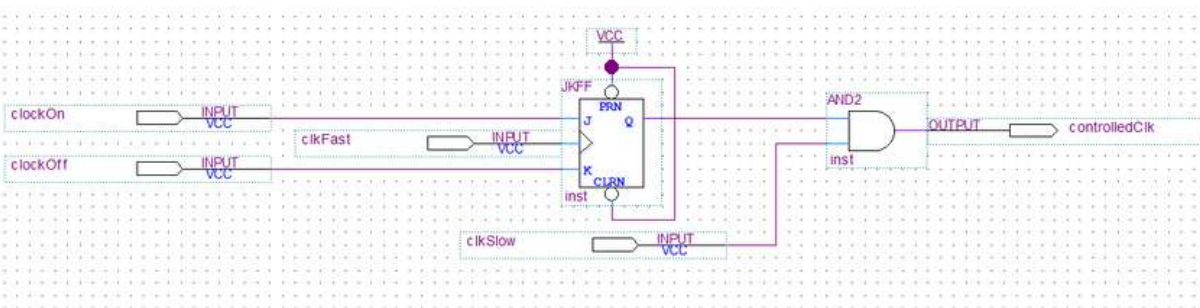 VCC
JKFF
PRN
clockOn
INPUT
VCC
J
Q
clkFast
INPUT
VCC
clockOff
INPUT
VCC
K
CLRN
inst
AND2
OUTPUT
controlledClk
inst
clkSlow
INPUT
VCC